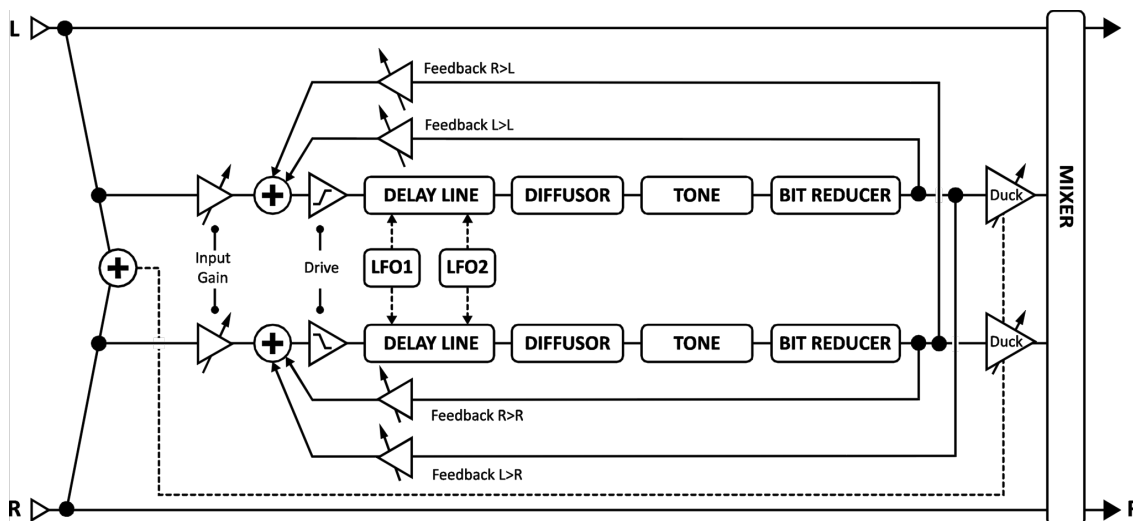 L
Feedback R>L
Feedback L>L
DELAY LINE
DIFFUSOR
TONE
BIT REDUCER
Duck
MIXER
Input
Gain
Drive
LFO1
LFO2
DELAY LINE
DIFFUSOR
TONE
BIT REDUCER
Duck
Feedback R>R
Feedback L>R
R